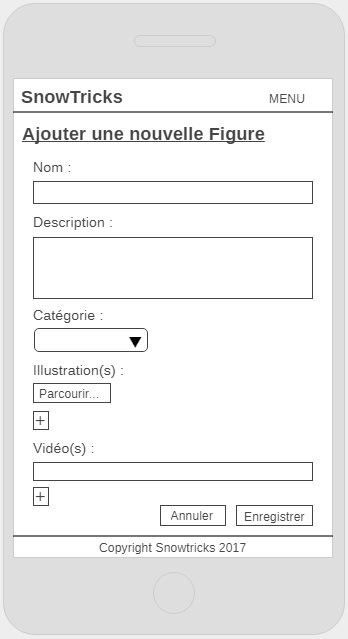 SnowTricks MENU
Ajouter une nouvelle Figure
Nom :
Description :
Catégorie :
Illustration(s) :
Parcourir...
+
Vidéo(s) :
+
Annuler Enregistrer
Copyright Snowtricks 2017